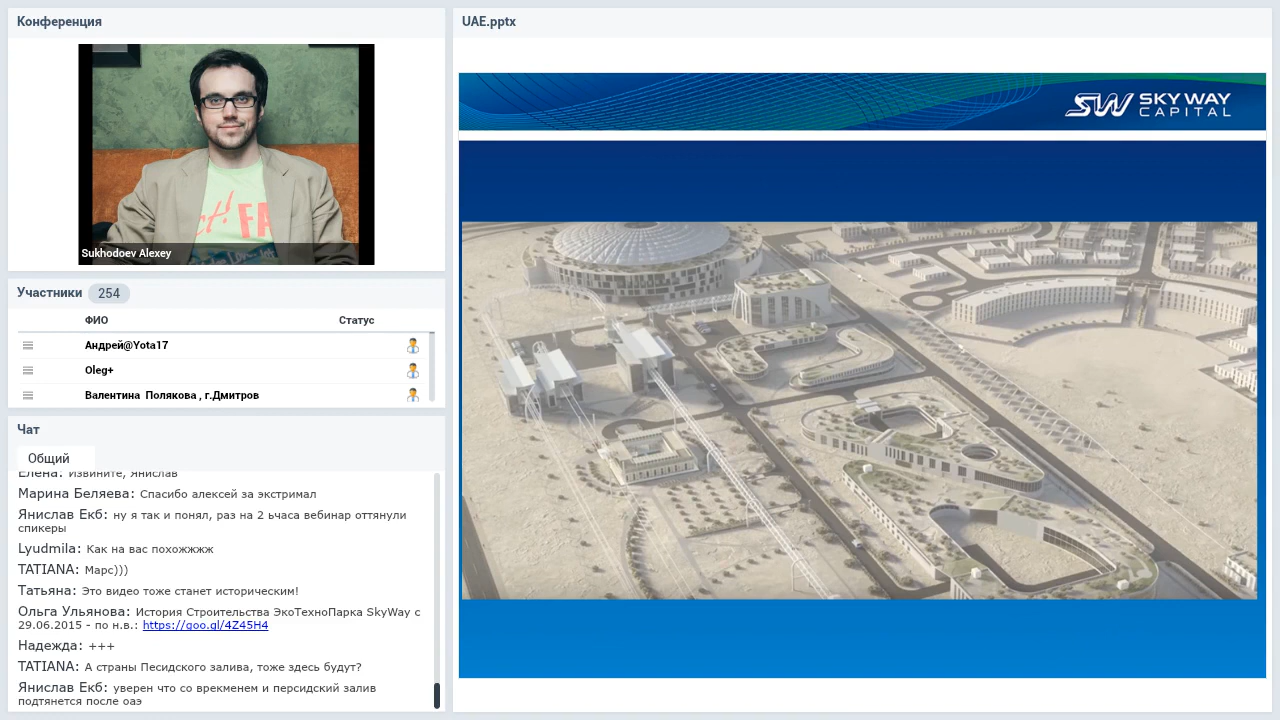 Конференция
Sukhodoev Alexey
Участники 254
ФИО Статус
Андрей@Yota17
Oleg+
Валентина Полякова , г.Дмитров
Чат
Общий
Елена: Извините, Янислав
Марина Беляева: Спасибо алексей за экстримал
Янислав Екб: ну я так и понял, раз на 2 ьчаса вебинар оттянули
спикеры
Lyudmila: Как на вас похожжжж
TATIANA: Марс)))
Татьяна: Это видео тоже станет историческим!
Ольга Ульянова: История Строительства ЭкоТехноПарка SkyWay с
29.06.2015 - по н.в.: https://goo.gl/4Z45H4
Надежда: +++
TATIANA: А страны Песидского залива, тоже здесь будут?
Янислав Екб: уверен что со врекменем и персидский залив
подтянется после оаэ
UAE.pptx
SW SKY WAY
CAPITAL